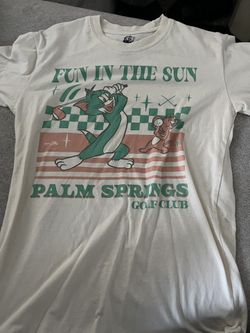 FUN IN THE SUN
PALM SPRINGS
GOLF CLUB